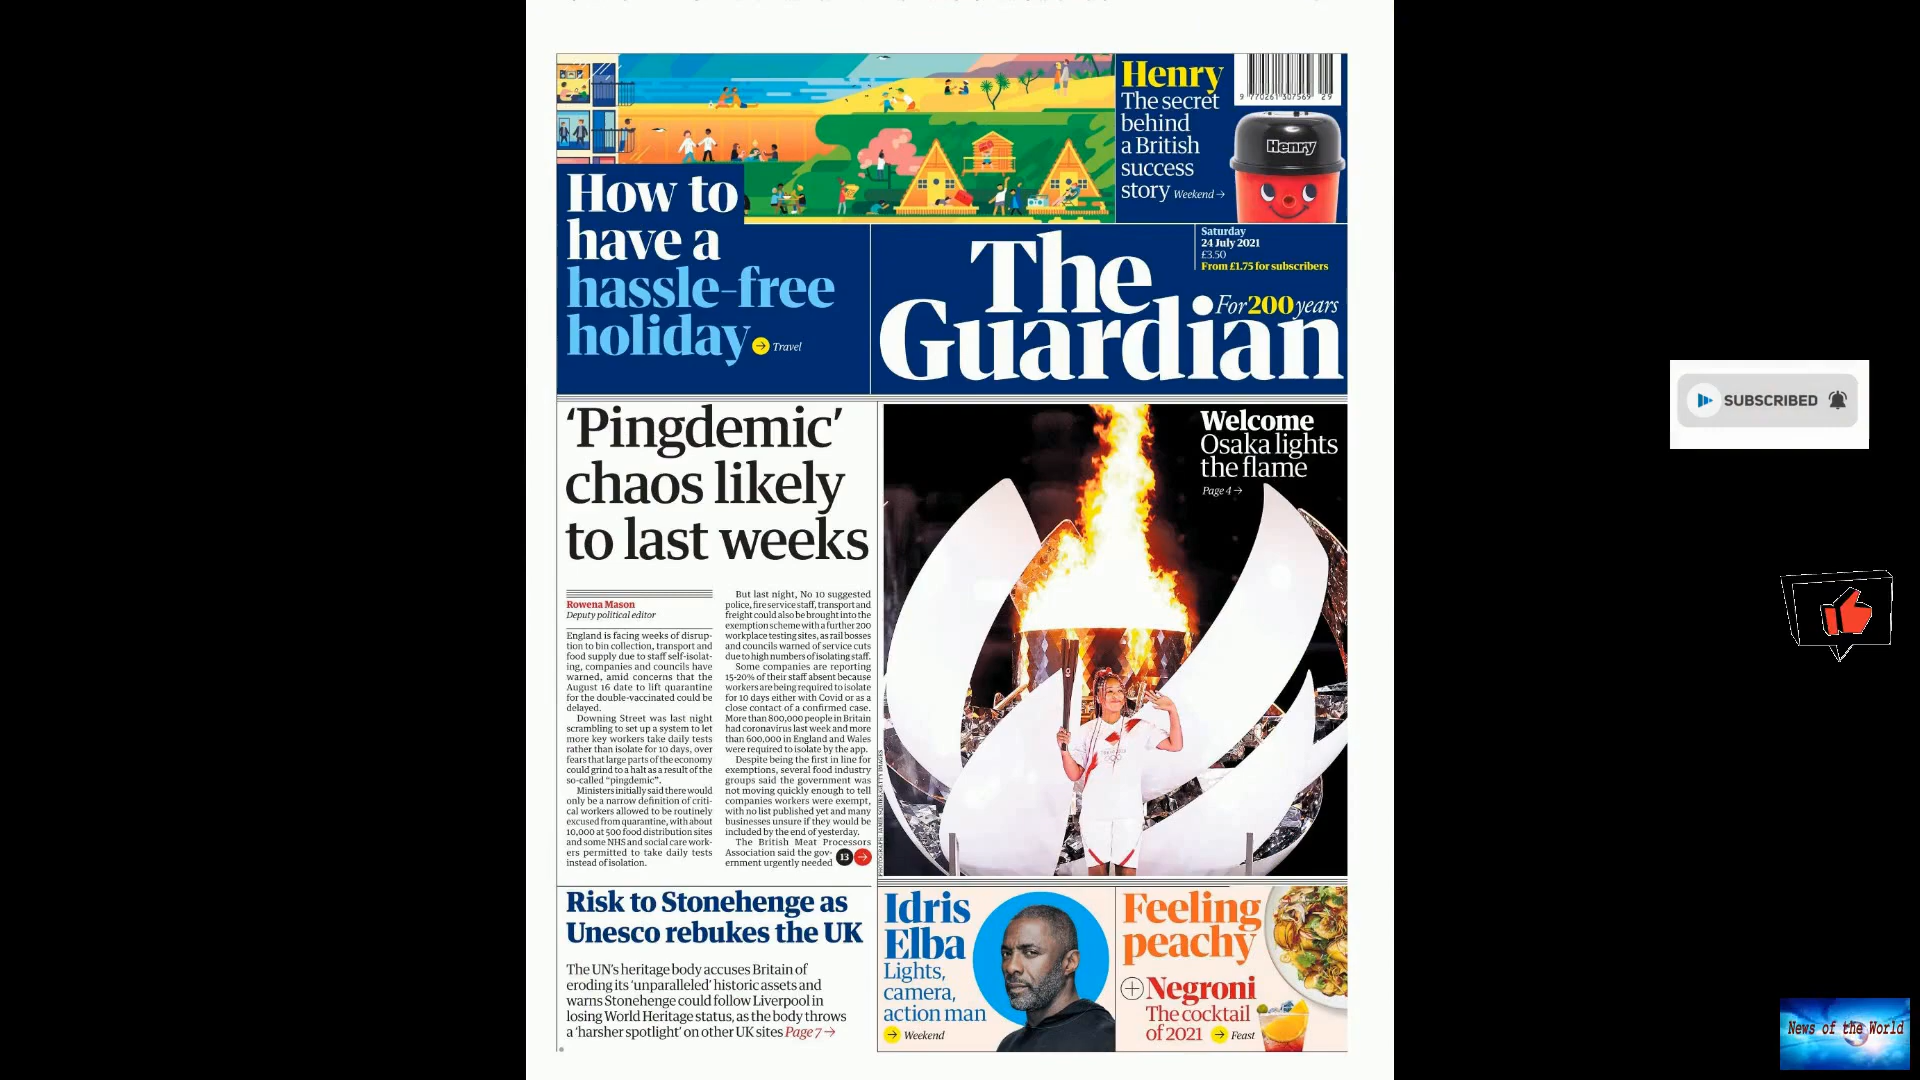 Henry
The secret
behind
a British
success
story Weekend →
9 770261 307569 29
Henry
How to
have a
hassle-free
holiday → Travel
Saturday
24 July 2021
£3.50
From £1.75 for subscribers
The
Guardian
For 200 years
‘Pingdemic’
chaos likely
to last weeks
Rowena Mason
Deputy political editor
England is facing weeks of disrup-
tion to bin collection, transport and
food supply due to staff self-isolat-
ing, companies and councils have
warned, amid concerns that the
August 16 date to lift quarantine
for the double-vaccinated could be
delayed.
Downing Street was last night
scrambling to set up a system to let
more key workers take daily tests
rather than isolate for 10 days, over
fears that large parts of the economy
could grind to a halt as a result of the
so-called “pingdemic”.
Ministers initially said there would
only be a narrow definition of criti-
cal workers allowed to be routinely
excused from quarantine, with about
10,000 at 500 food distribution sites
and some NHS and social care work-
ers permitted to take daily tests
instead of isolation.
But last night, No 10 suggested
police, fire service staff, transport and
freight could also be brought into the
exemption scheme with a further 200
workplace testing sites, as rail bosses
and councils warned of service cuts
due to high numbers of isolating staff.
Some companies are reporting
15-20% of their staff absent because
workers are being required to isolate
for 10 days either with Covid or as a
close contact of a confirmed case.
More than 800,000 people in Britain
had coronavirus last week and more
than 600,000 in England and Wales
were required to isolate by the app.
Despite being the first in line for
exemptions, several food industry
groups said the government was
not moving quickly enough to tell
companies workers were exempt,
with no list published yet and many
businesses unsure if they would be
included by the end of yesterday.
The British Meat Processors
Association said the gov-
ernment urgently needed 13 →
Welcome
Osaka lights
the flame
Page 4 →
PHOTOGRAPH: JAMIE SQUIRE/GETTY IMAGES
Risk to Stonehenge as
Unesco rebukes the UK
The UN’s heritage body accuses Britain of
eroding its ‘unparalleled’ historic assets and
warns Stonehenge could follow Liverpool in
losing World Heritage status, as the body throws
a ‘harsher spotlight’ on other UK sites Page 7 →
Idris
Elba
Lights,
camera,
action man
→ Weekend
Feeling
peachy
+ Negroni
The cocktail
of 2021 → Feast
SUBSCRIBED
News of the World